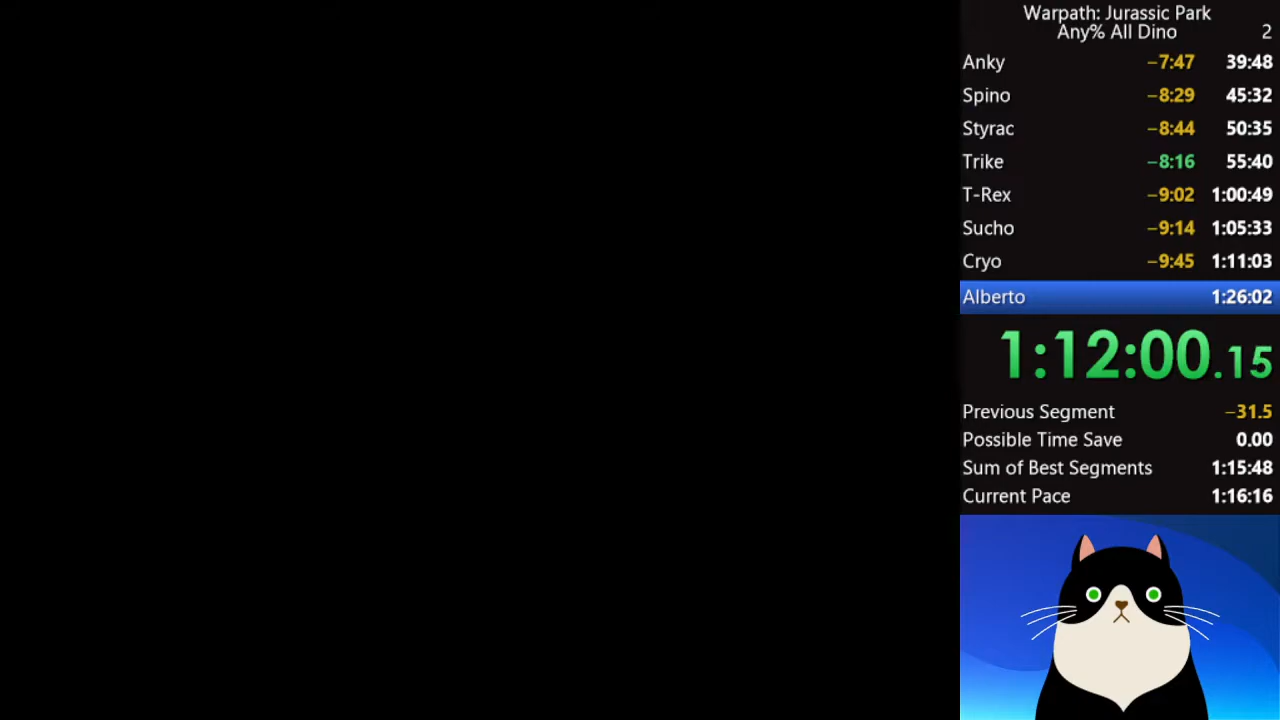 Warpath: Jurassic Park
Any% All Dino 2
Anky −7:47 39:48
Spino −8:29 45:32
Styrac −8:44 50:35
Trike −8:16 55:40
T-Rex −9:02 1:00:49
Sucho −9:14 1:05:33
Cryo −9:45 1:11:03
Alberto 1:26:02
1:12:00.15
Previous Segment −31.5
Possible Time Save 0.00
Sum of Best Segments 1:15:48
Current Pace 1:16:16